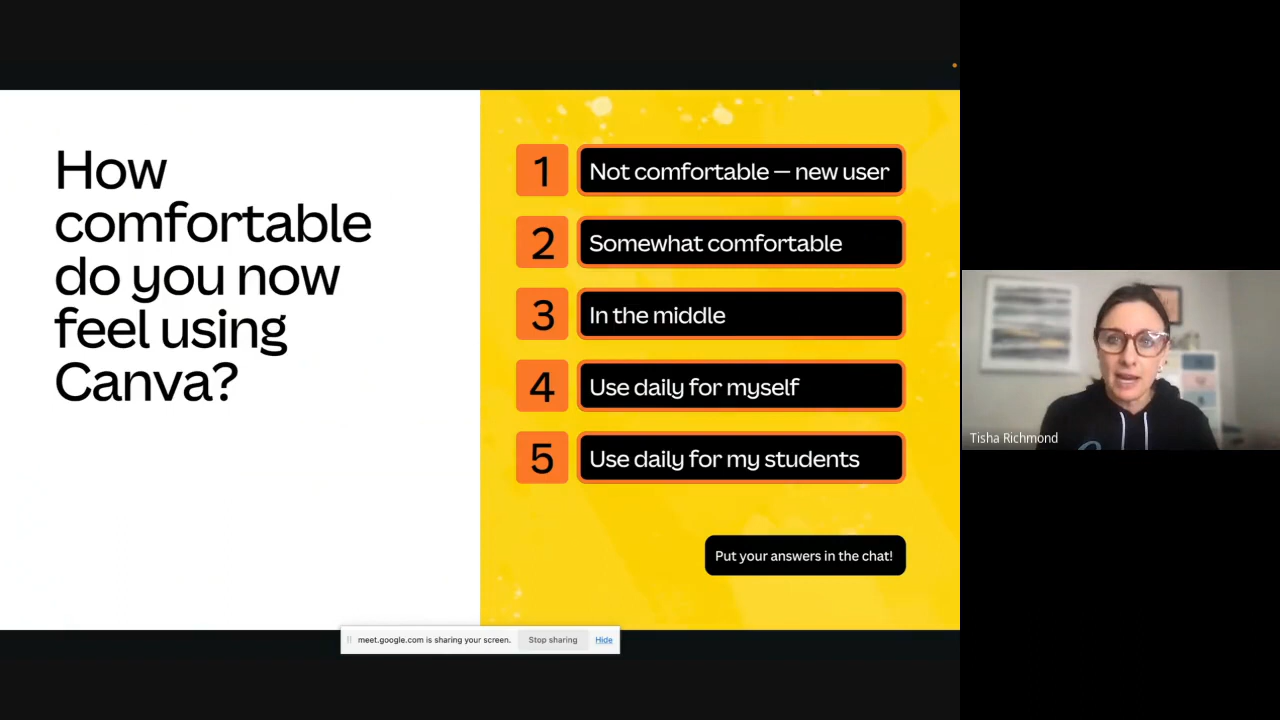 How
comfortable
do you now
feel using
Canva?
1
Not comfortable — new user
2
Somewhat comfortable
3
In the middle
4
Use daily for myself
5
Use daily for my students
Put your answers in the chat!
meet.google.com is sharing your screen.
Stop sharing
Hide
Tisha Richmond